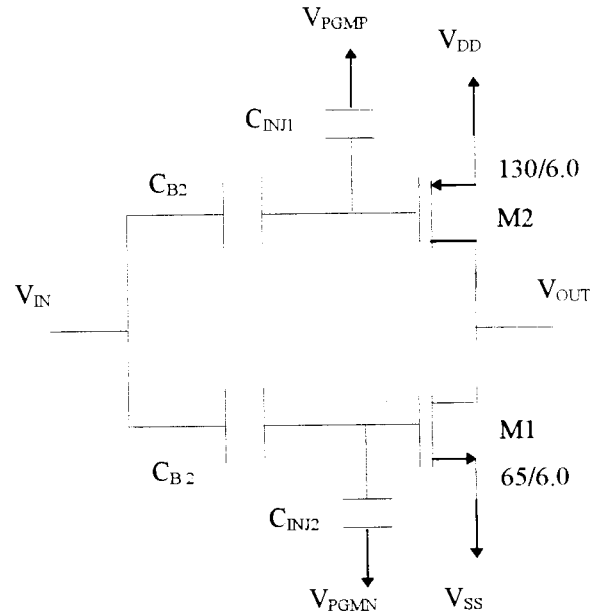 V_PGMP
V_DD
C_INJ1
130/6.0
C_B2
M2
V_IN
V_OUT
M1
C_B2
65/6.0
C_INJ2
V_PGMN
V_SS